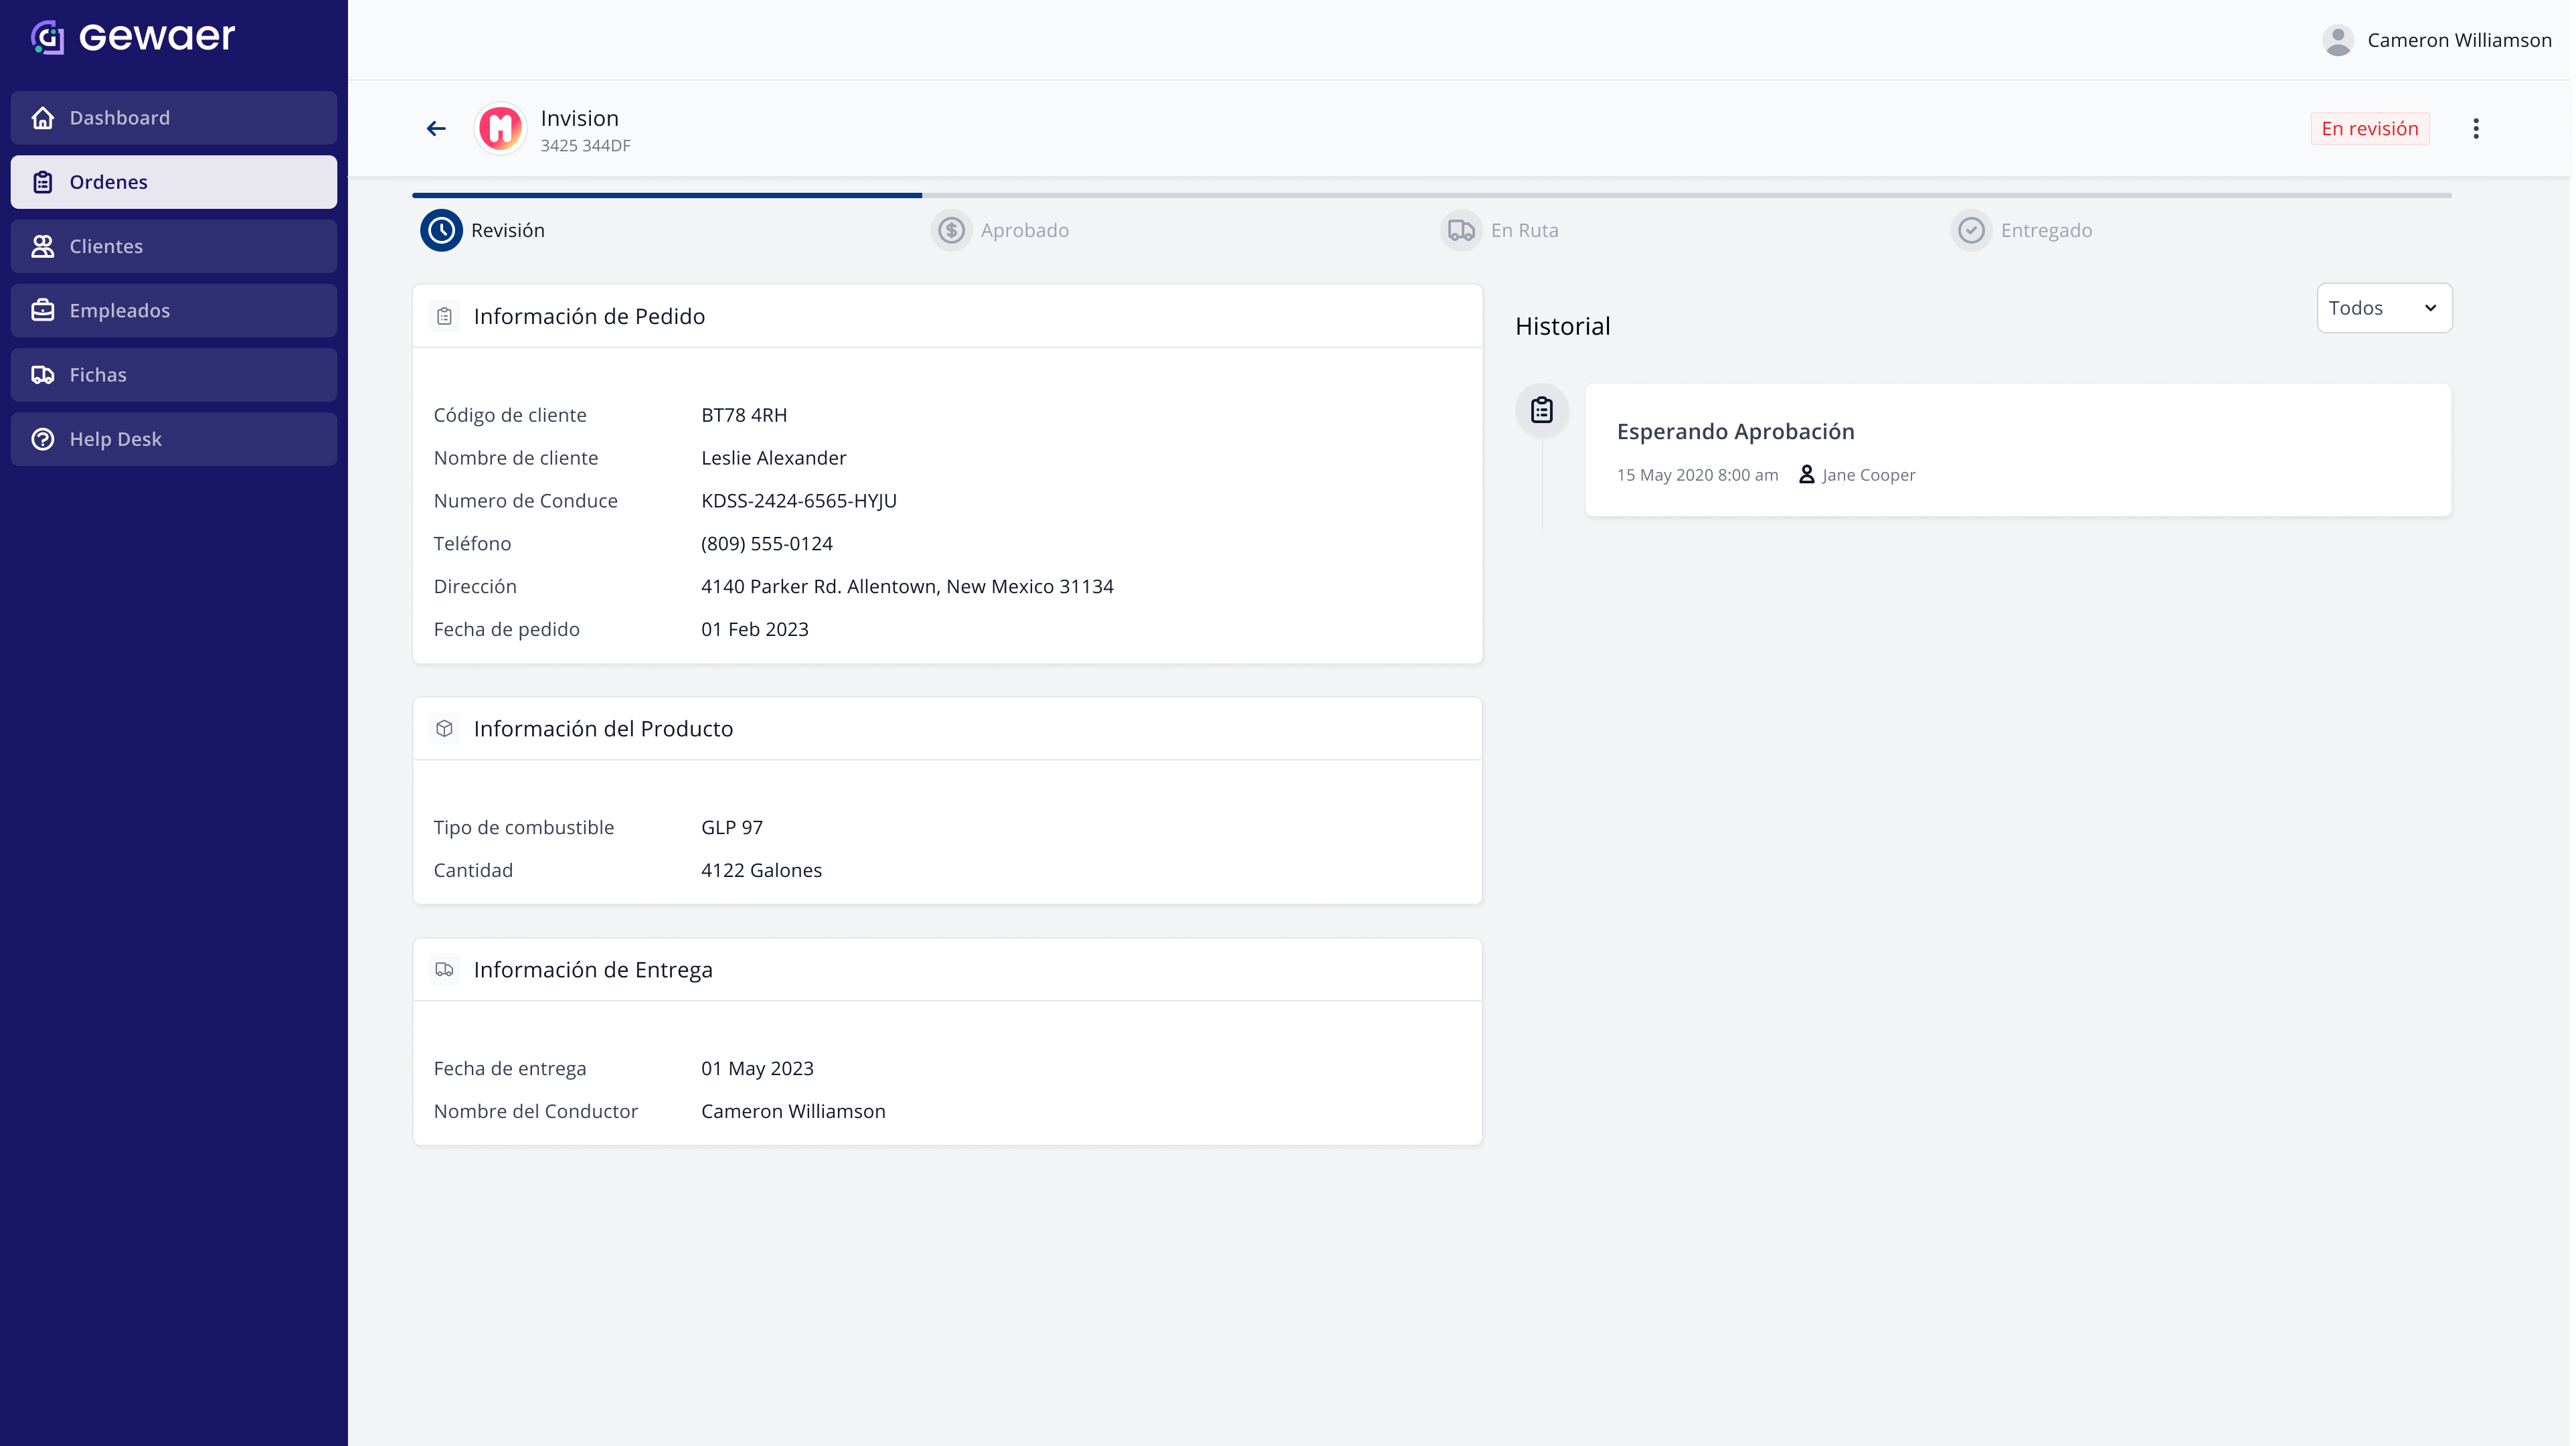 Gewaer
Cameron Williamson
Dashboard
Ordenes
Clientes
Empleados
Fichas
Help Desk
Invision
3425 344DF
En revisión
Revisión
Aprobado
En Ruta
Entregado
Información de Pedido
Código de cliente BT78 4RH
Nombre de cliente Leslie Alexander
Numero de Conduce KDSS-2424-6565-HYJU
Teléfono (809) 555-0124
Dirección 4140 Parker Rd. Allentown, New Mexico 31134
Fecha de pedido 01 Feb 2023
Información del Producto
Tipo de combustible GLP 97
Cantidad 4122 Galones
Información de Entrega
Fecha de entrega 01 May 2023
Nombre del Conductor Cameron Williamson
Historial
Todos
Esperando Aprobación
15 May 2020 8:00 am Jane Cooper